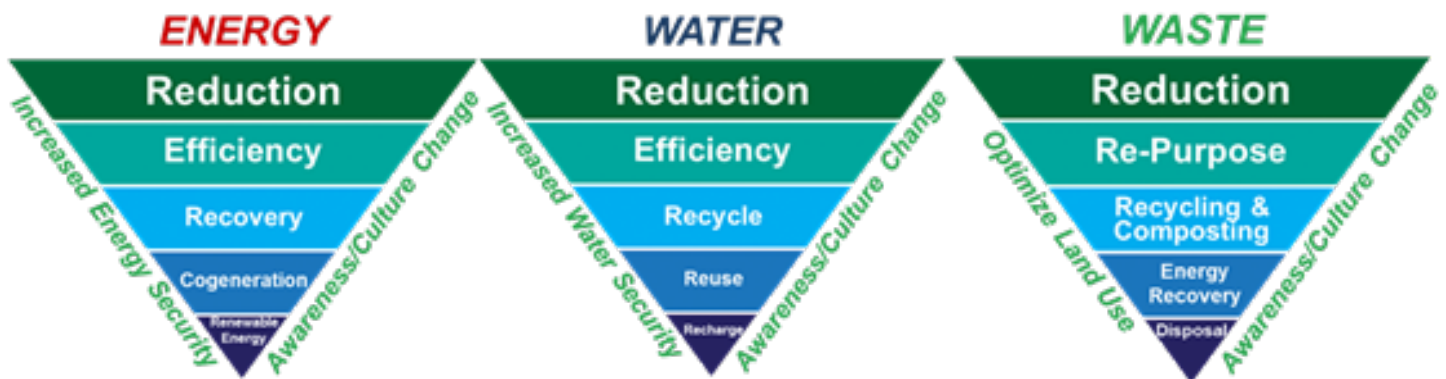 ENERGY
Reduction
Efficiency
Recovery
Cogeneration
Renewable
Energy
Increased Energy Security
Awareness/Culture Change
WATER
Reduction
Efficiency
Recycle
Reuse
Recharge
Increased Water Security
Awareness/Culture Change
WASTE
Reduction
Re-Purpose
Recycling &
Composting
Energy
Recovery
Disposal
Optimize Land Use
Awareness/Culture Change